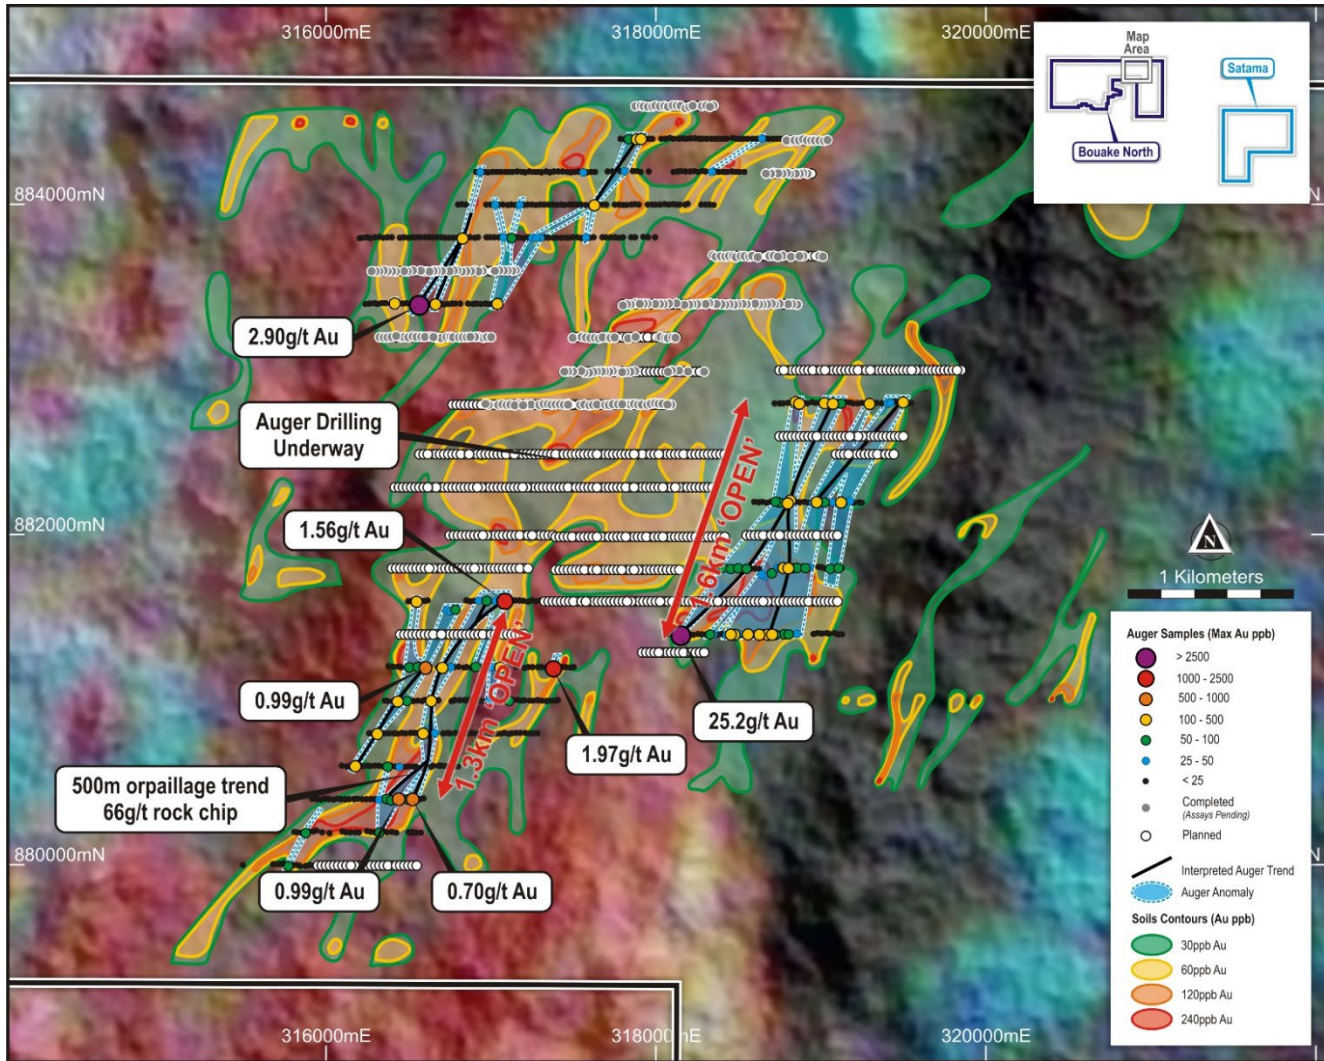 316000mE
318000mE
320000mE
Map
Area
Satama
Bouake North
884000mN
N
2.90g/t Au
Auger Drilling
Underway
1.6km 'OPEN'
882000mN
1.56g/t Au
N
1 Kilometers
1.3km 'OPEN'
0.99g/t Au
25.2g/t Au
1.97g/t Au
500m orpaillage trend
66g/t rock chip
880000mN
0.99g/t Au
0.70g/t Au
Auger Samples (Max Au ppb)
> 2500
1000 - 2500
500 - 1000
100 - 500
50 - 100
25 - 50
< 25
Completed
(Assays Pending)
Planned
Interpreted Auger Trend
Auger Anomaly
Soils Contours (Au ppb)
30ppb Au
60ppb Au
120ppb Au
240ppb Au
316000mE
318000mE
320000mE